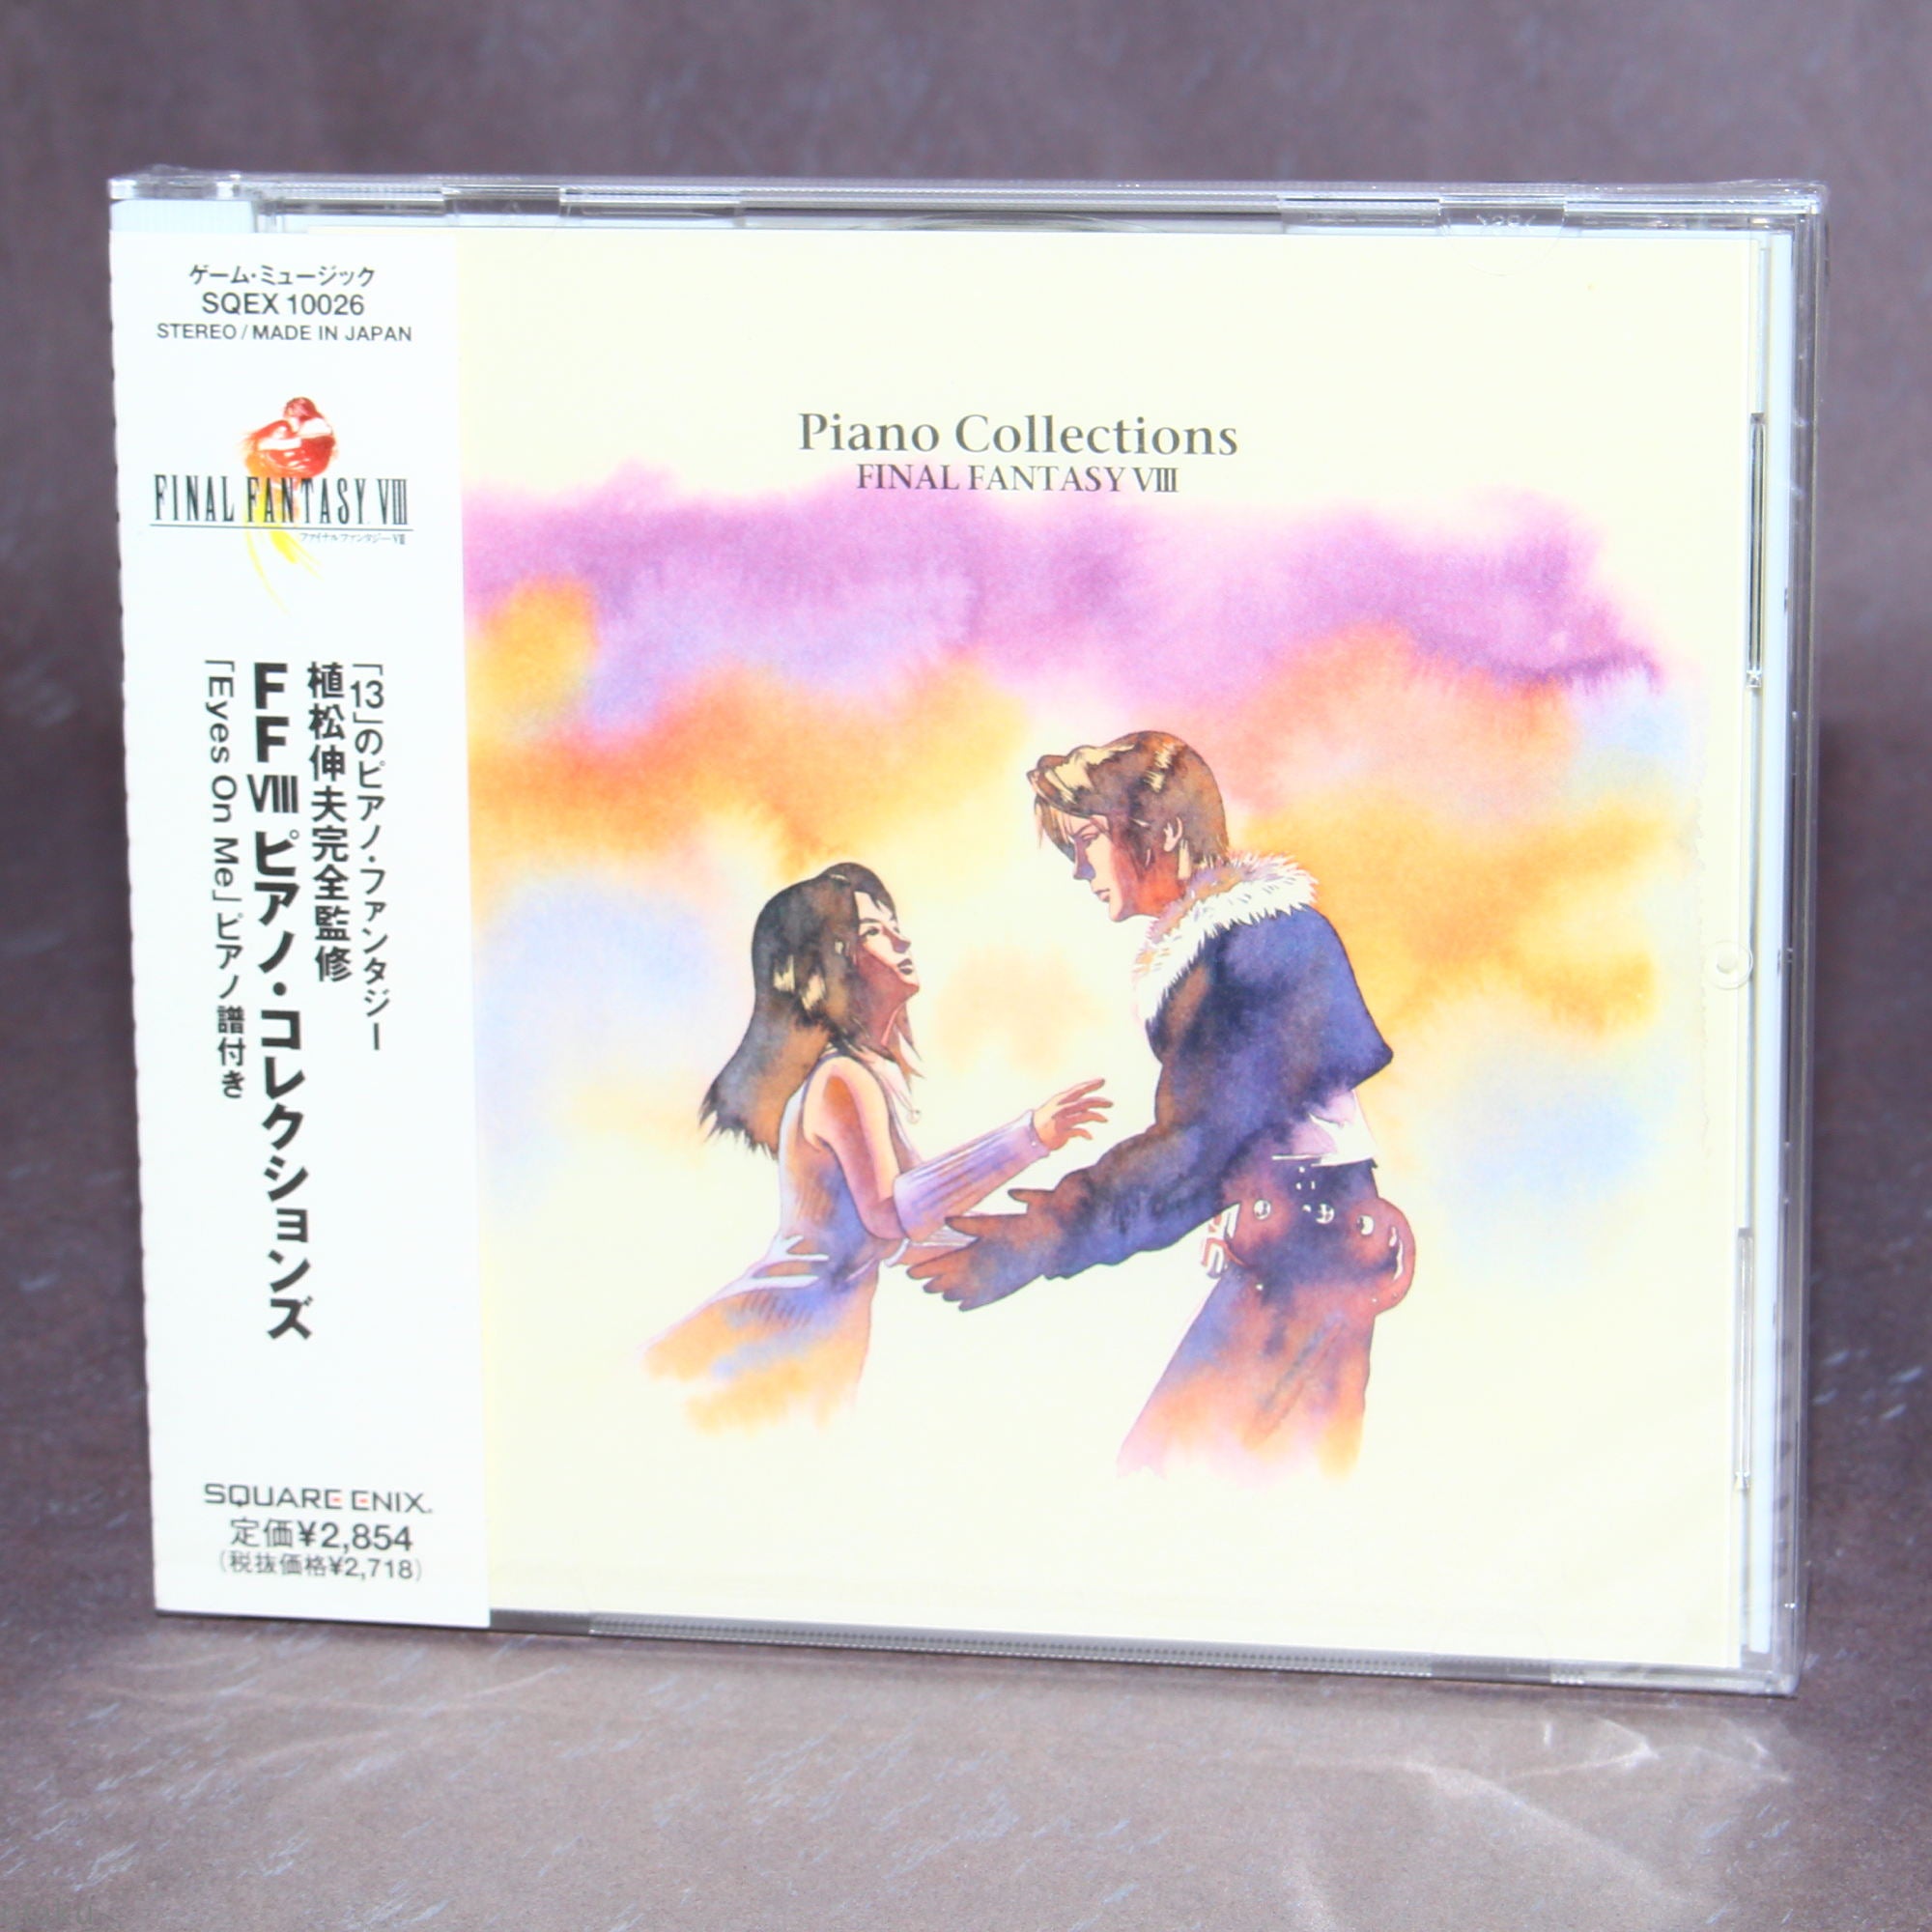 ゲーム・ミュージック
SQEX 10026
STEREO/MADE IN JAPAN
FINAL FANTASY VIII
ファイナルファンタジーVIII
「13」のピアノ・ファンタジー
植松伸夫完全監修
FFⅧ ピアノ・コレクションズ
「Eyes On Me」ピアノ譜付き
SQUARE ENIX.
定価¥2,854
(税抜価格¥2,718)
Piano Collections
FINAL FANTASY VIII